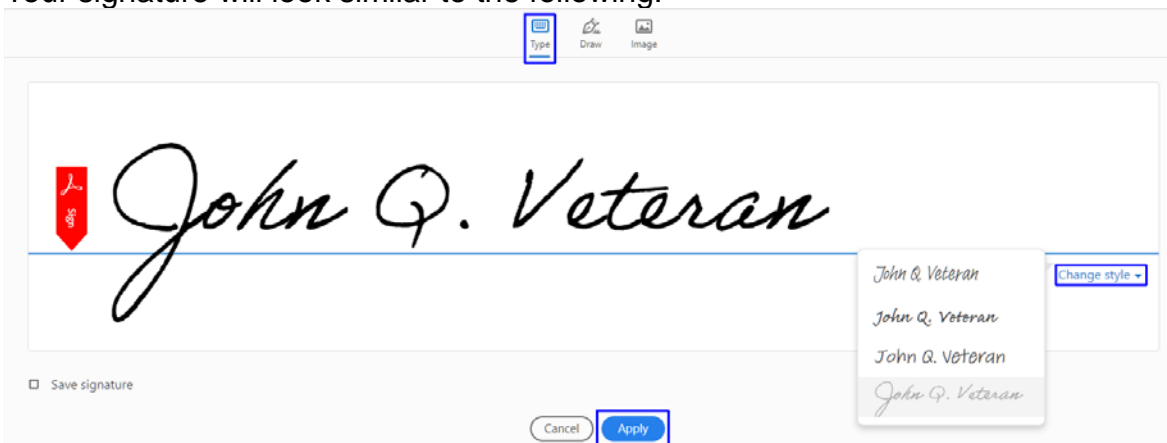 Your signature will look similar to the following:
Type Draw Image
Sign
John Q. Veteran
Change style
John Q. Veteran
John Q. Veteran
John Q. Veteran
John Q. Veteran
Save signature
Cancel Apply